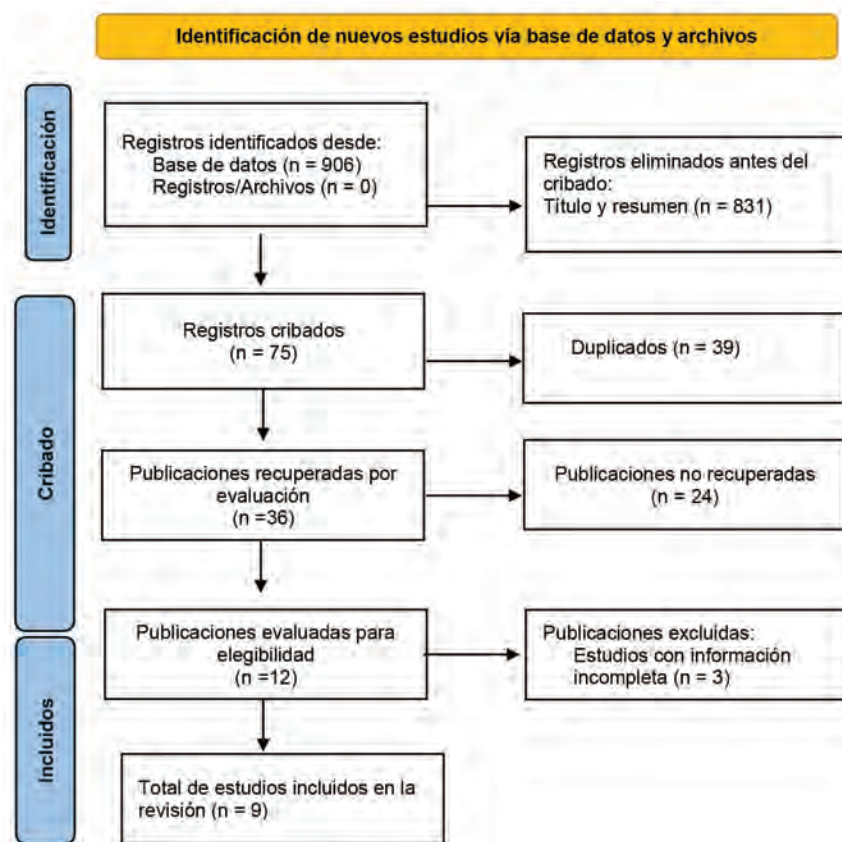 Identificación de nuevos estudios vía base de datos y archivos
Identificación
Registros identificados desde:
Base de datos (n = 906)
Registros/Archivos (n = 0)
Registros eliminados antes del
cribado:
Título y resumen (n = 831)
Cribado
Registros cribados
(n = 75)
Duplicados (n = 39)
Publicaciones recuperadas por
evaluación
(n =36)
Publicaciones no recuperadas
(n = 24)
Publicaciones evaluadas para
elegibilidad
(n =12)
Publicaciones excluidas:
Estudios con información
incompleta (n = 3)
Incluidos
Total de estudios incluidos en la
revisión (n = 9)